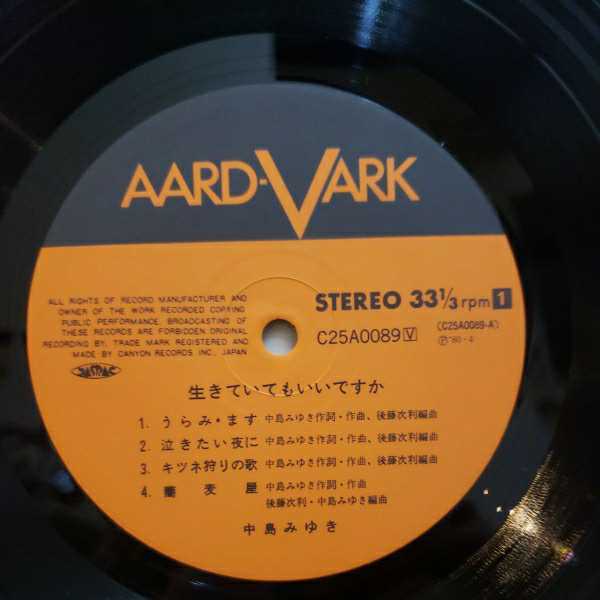 AARD-VARK
ALL RIGHTS OF RECORD MANUFACTURER AND
OWNER OF THE WORK RECORDED COPYING
PUBLIC PERFORMANCE, BROADCASTING OF
THESE RECORDS ARE FORBIDDEN. ORIGINAL
RECORDING BY. TRADE MARK REGISTERED AND
MADE BY CANYON RECORDS INC., JAPAN
JASRAC
STEREO 33⅓ rpm 1
C25A0089 V (C25A0089-A)
Ⓟ'80・4
生きていてもいいですか
1. うらみ・ます 中島みゆき作詞・作曲、後藤次利編曲
2. 泣きたい夜に 中島みゆき作詞・作曲、後藤次利編曲
3. キツネ狩りの歌 中島みゆき作詞・作曲、後藤次利編曲
4. 蕎麦屋 中島みゆき作詞・作曲
後藤次利・中島みゆき編曲
中島みゆき